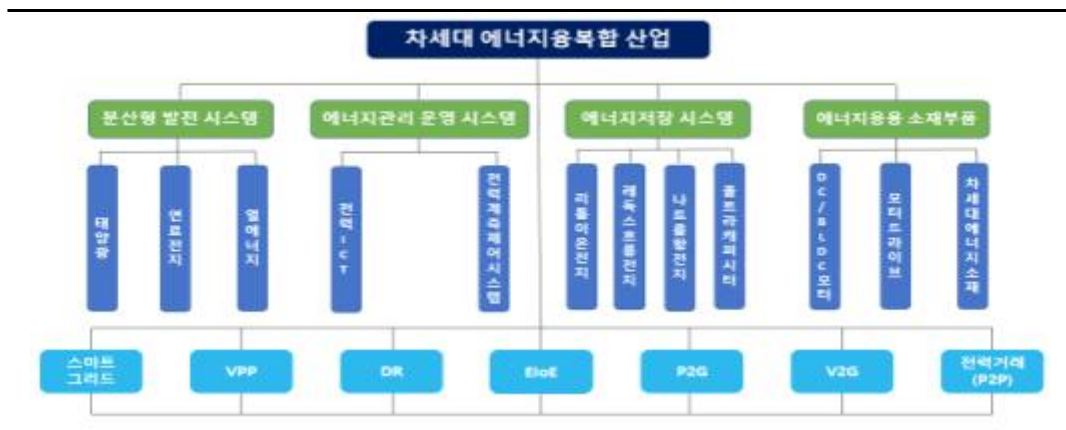 차세대 에너지융복합 산업
분산형 발전 시스템
에너지관리 운영 시스템
에너지저장 시스템
에너지응용 소재부품
태양광
연료전지
열에너지
전력ICT
전력계측제어시스템
리튬이온전지
레독스흐름전지
나트륨황전지
울트라캐피시터
DC/BLDC모터
모터드라이브
차세대에너지소재
스마트
그리드
VPP
DR
EIoE
P2G
V2G
전력거래
(P2P)